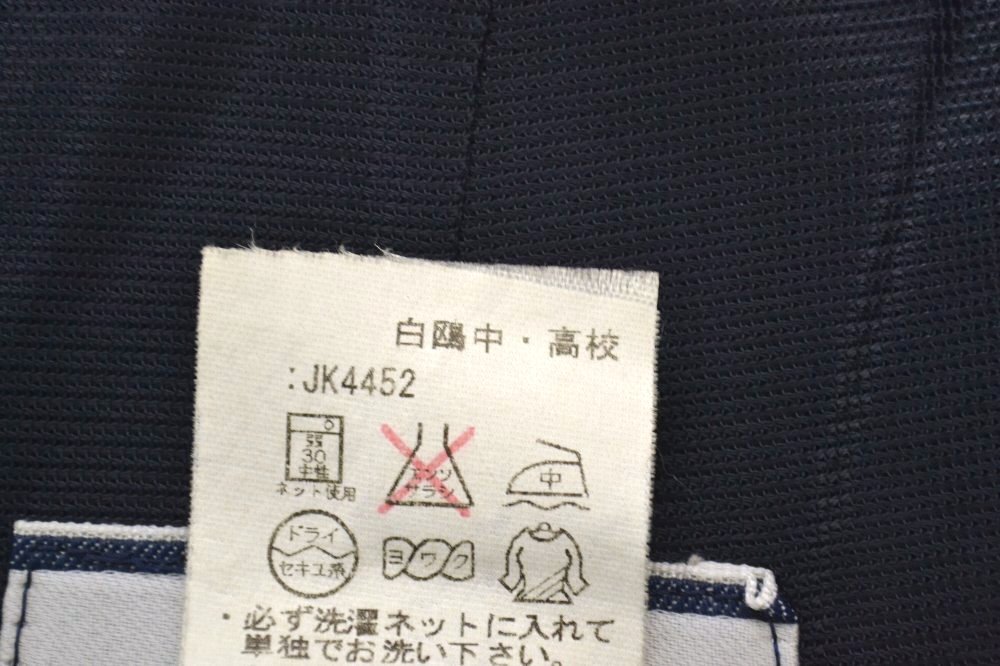 白鴎中・高校
:JK4452
弱
30
中性
ネット使用
エンソ
サラシ
中
ドライ
セキユ系
ヨワク
・必ず洗濯ネットに入れて
単独でお洗い下さい。